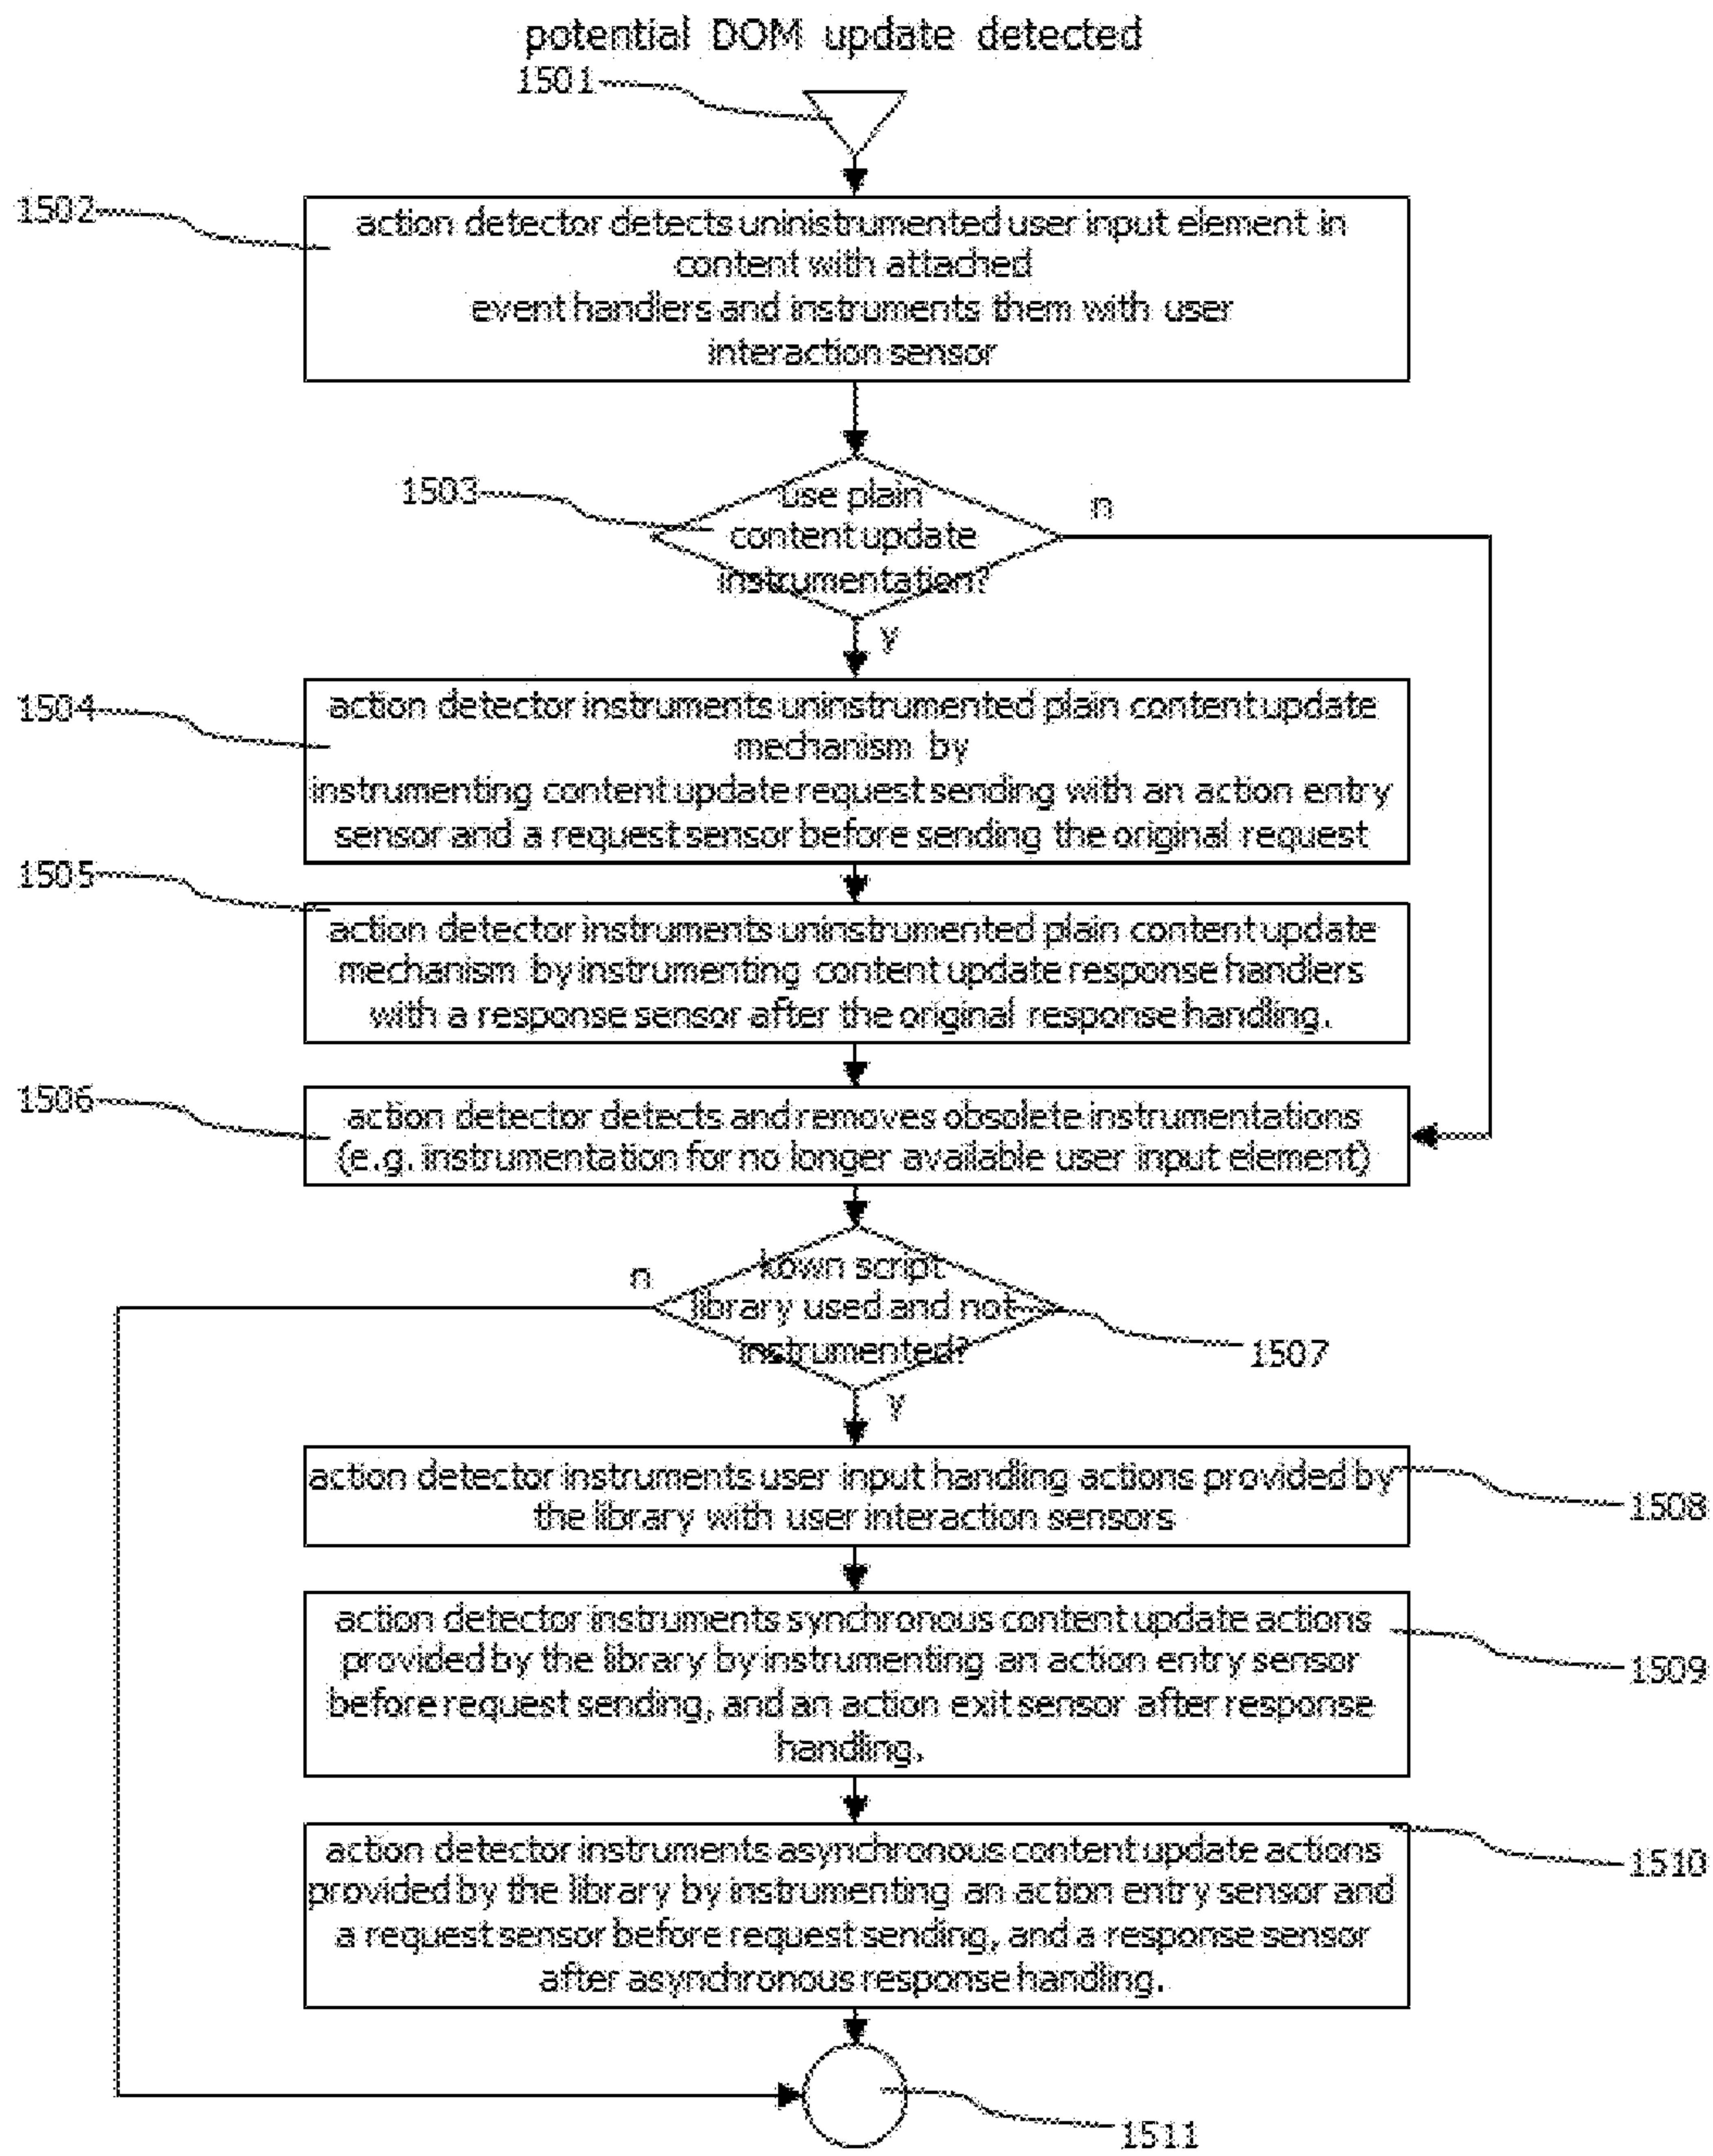 potential DOM update detected
1501
1502
action detector detects uninistrumented user input element in
content with attached
event handlers and instruments them with user
interaction sensor
1503
use plain
content update
instrumentation?
n
y
1504
action detector instruments uninstrumented plain content update
mechanism by
instrumenting content update request sending with an action entry
sensor and a request sensor before sending the original request
1505
action detector instruments uninstrumented plain content update
mechanism by instrumenting content update response handlers
with a response sensor after the original response handling.
1506
action detector detects and removes obsolete instrumentations
(e.g. instrumentation for no longer available user input element)
n
kown script
library used and not
instrumented?
1507
y
action detector instruments user input handling actions provided by
the library with user interaction sensors
1508
action detector instruments synchronous content update actions
provided by the library by instrumenting an action entry sensor
before request sending, and an action exit sensor after response
handling.
1509
action detector instruments asynchronous content update actions
provided by the library by instrumenting an action entry sensor and
a request sensor before request sending, and a response sensor
after asynchronous response handling.
1510
1511